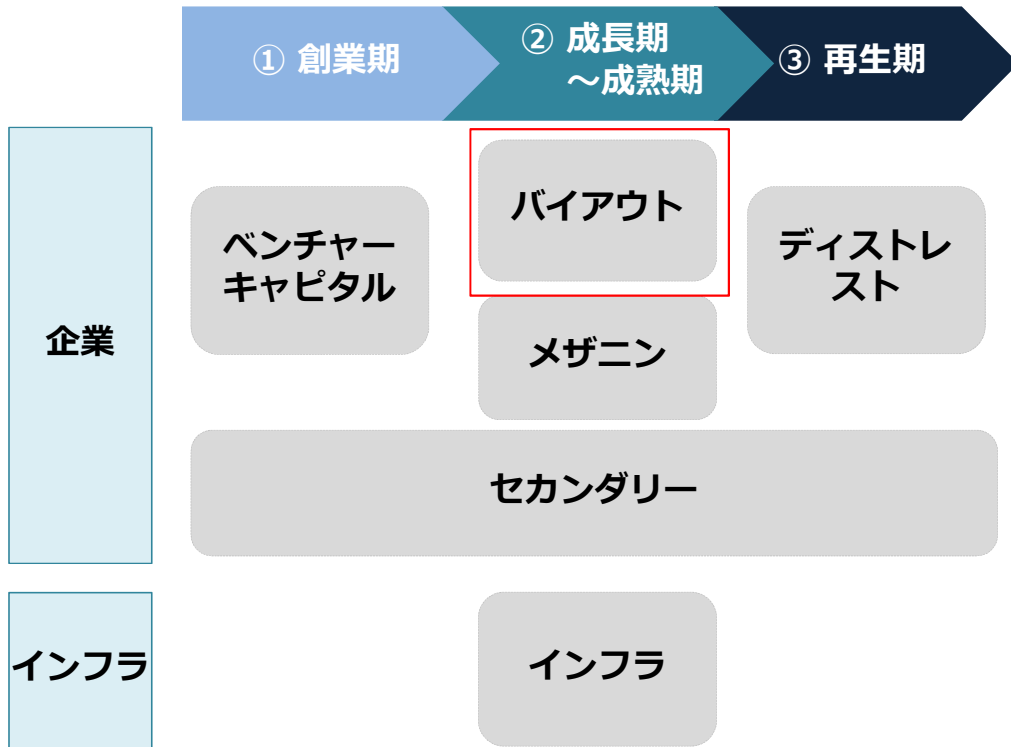 ① 創業期
② 成長期
～成熟期
③ 再生期
企業
ベンチャー
キャピタル
バイアウト
メザニン
ディストレ
スト
セカンダリー
インフラ
インフラ